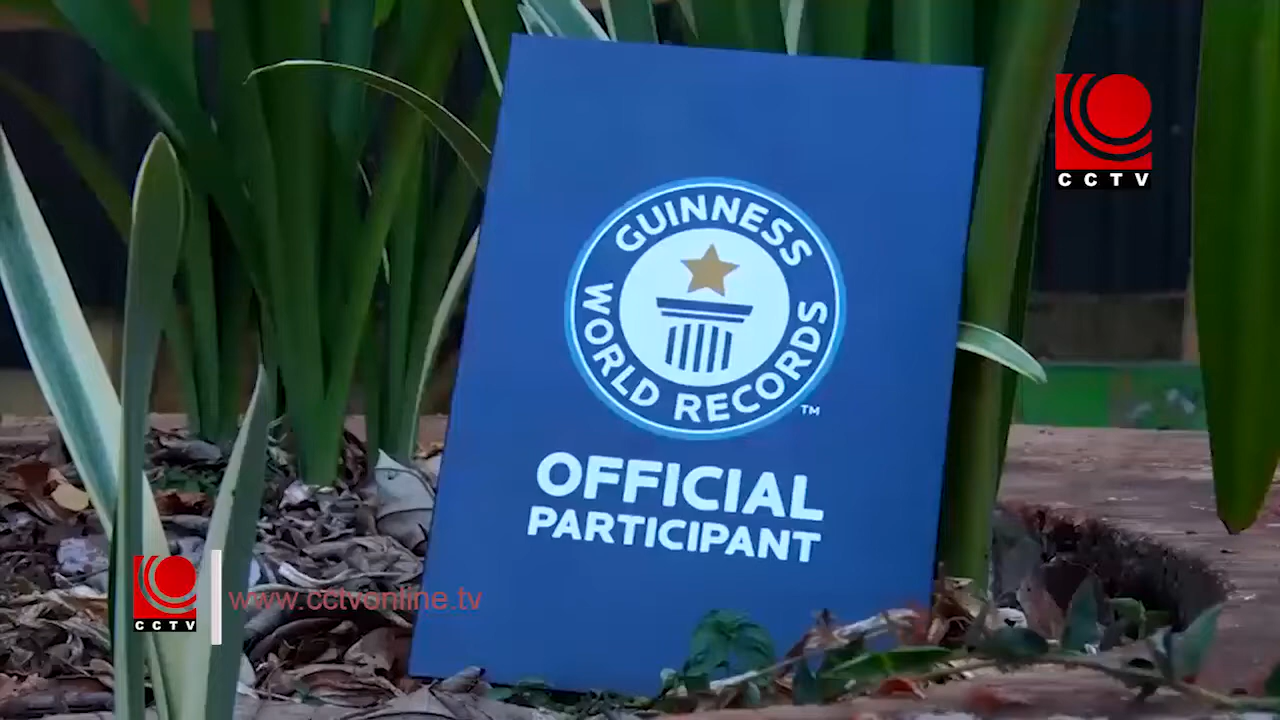 CCTV
GUINNESS
WORLD RECORDS
TM
OFFICIAL
PARTICIPANT
CCTV
www.cctvonline.tv